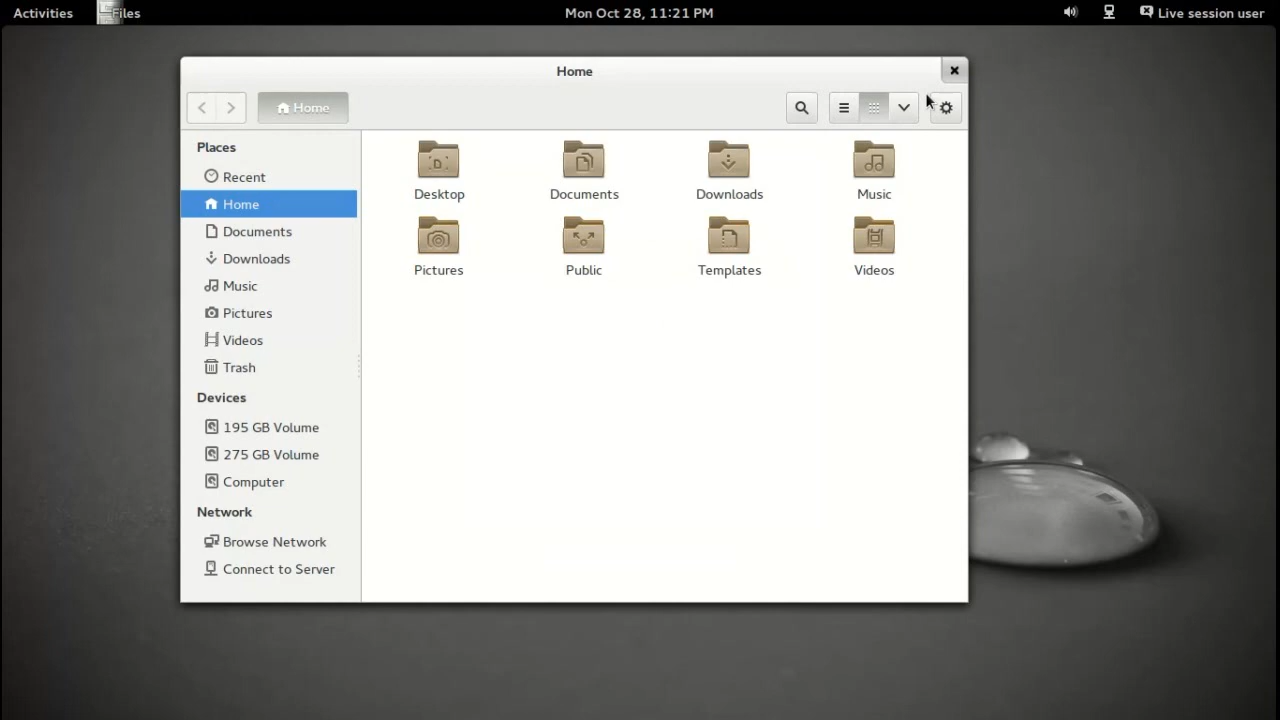 Activities Files Mon Oct 28, 11:21 PM Live session user
Home
Home
Places
Recent
Home
Documents
Downloads
Music
Pictures
Videos
Trash
Devices
195 GB Volume
275 GB Volume
Computer
Network
Browse Network
Connect to Server
Desktop Documents Downloads Music
Pictures Public Templates Videos